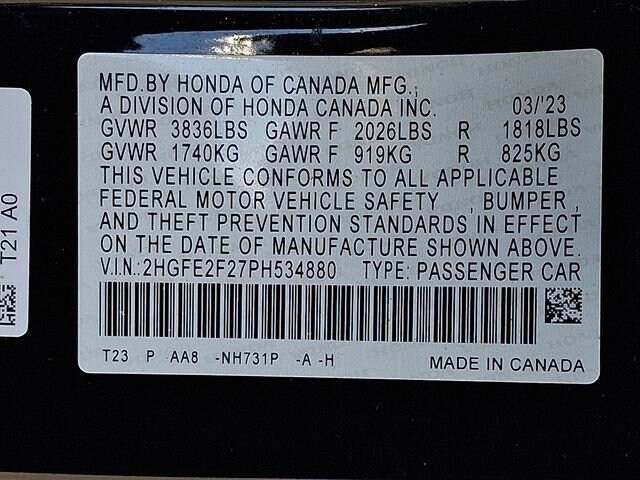 MFD.BY HONDA OF CANADA MFG.,
A DIVISION OF HONDA CANADA INC. 03/'23
GVWR 3836LBS GAWR F 2026LBS R 1818LBS
GVWR 1740KG GAWR F 919KG R 825KG
THIS VEHICLE CONFORMS TO ALL APPLICABLE
FEDERAL MOTOR VEHICLE SAFETY , BUMPER ,
AND THEFT PREVENTION STANDARDS IN EFFECT
ON THE DATE OF MANUFACTURE SHOWN ABOVE.
V.I.N.:2HGFE2F27PH534880 TYPE: PASSENGER CAR
T23 P AA8 -NH731P -A -H MADE IN CANADA
T21 A0